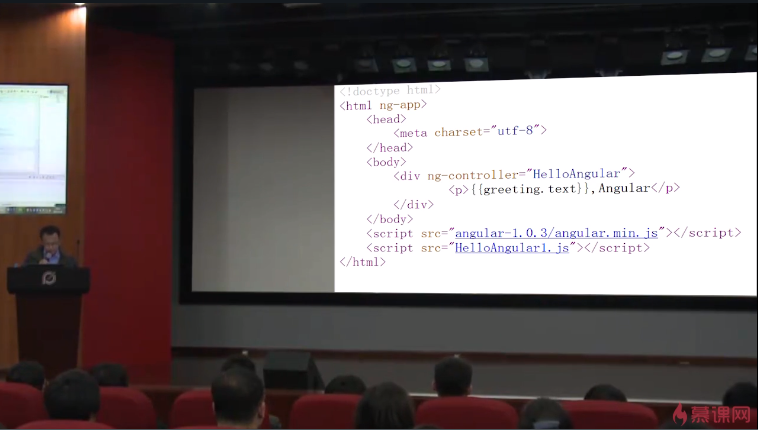 <!doctype html>
<html ng-app>
<head>
<meta charset="utf-8">
</head>
<body>
<div ng-controller="HelloAngular">
<p>{{greeting.text}},Angular</p>
</div>
</body>
<script src="angular-1.0.3/angular.min.js"></script>
<script src="HelloAngular1.js"></script>
</html>
慕课网